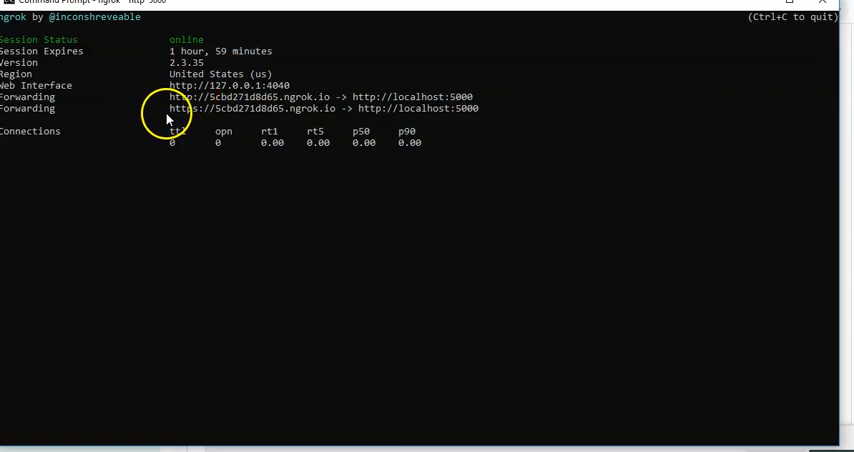 Command Prompt - ngrok http 5000
ngrok by @inconshreveable (Ctrl+C to quit)
Session Status online
Session Expires 1 hour, 59 minutes
Version 2.3.35
Region United States (us)
Web Interface http://127.0.0.1:4040
Forwarding http://5cbd271d8d65.ngrok.io -> http://localhost:5000
Forwarding https://5cbd271d8d65.ngrok.io -> http://localhost:5000
Connections ttl opn rt1 rt5 p50 p90
0 0 0.00 0.00 0.00 0.00